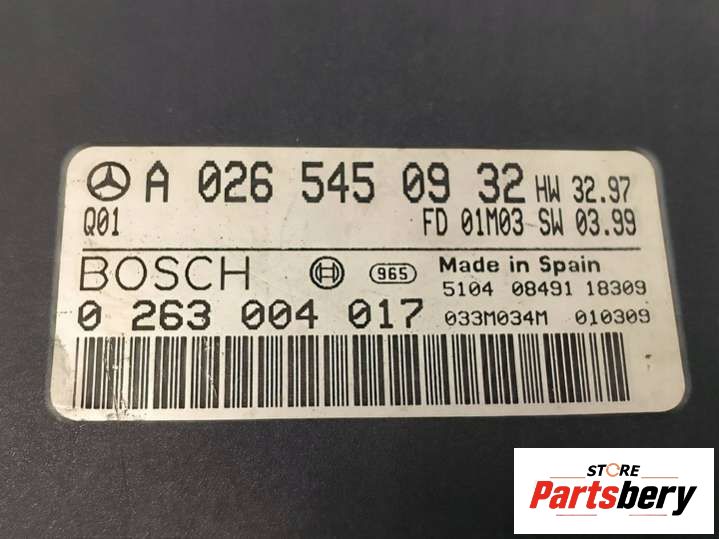 A 026 545 09 32 HW 32.97
Q01 FD 01M03 SW 03.99
BOSCH 965 Made in Spain
5104 08491 18309
0 263 004 017 033M034M 010309
STORE
Partsbery